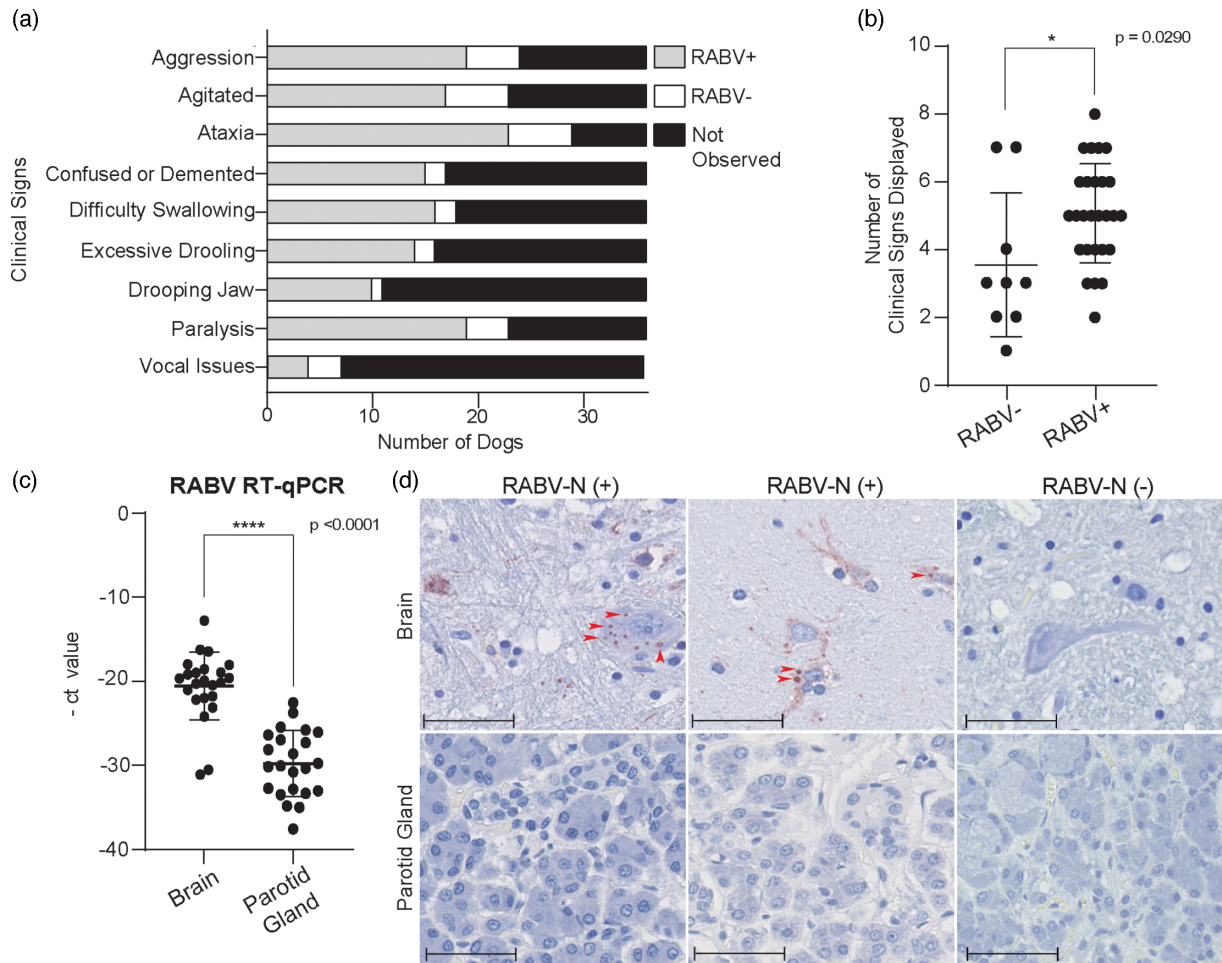 (a)
Clinical Signs
Aggression
Agitated
Ataxia
Confused or Demented
Difficulty Swallowing
Excessive Drooling
Drooping Jaw
Paralysis
Vocal Issues
0 10 20 30
Number of Dogs
RABV+
RABV-
Not
Observed
(b)
p = 0.0290
*
Number of
Clinical Signs Displayed
10
8
6
4
2
0
RABV-
RABV+
(c)
RABV RT-qPCR
****
p <0.0001
- ct value
0
-10
-20
-30
-40
Brain
Parotid
Gland
(d)
RABV-N (+)
RABV-N (+)
RABV-N (-)
Brain
Parotid Gland